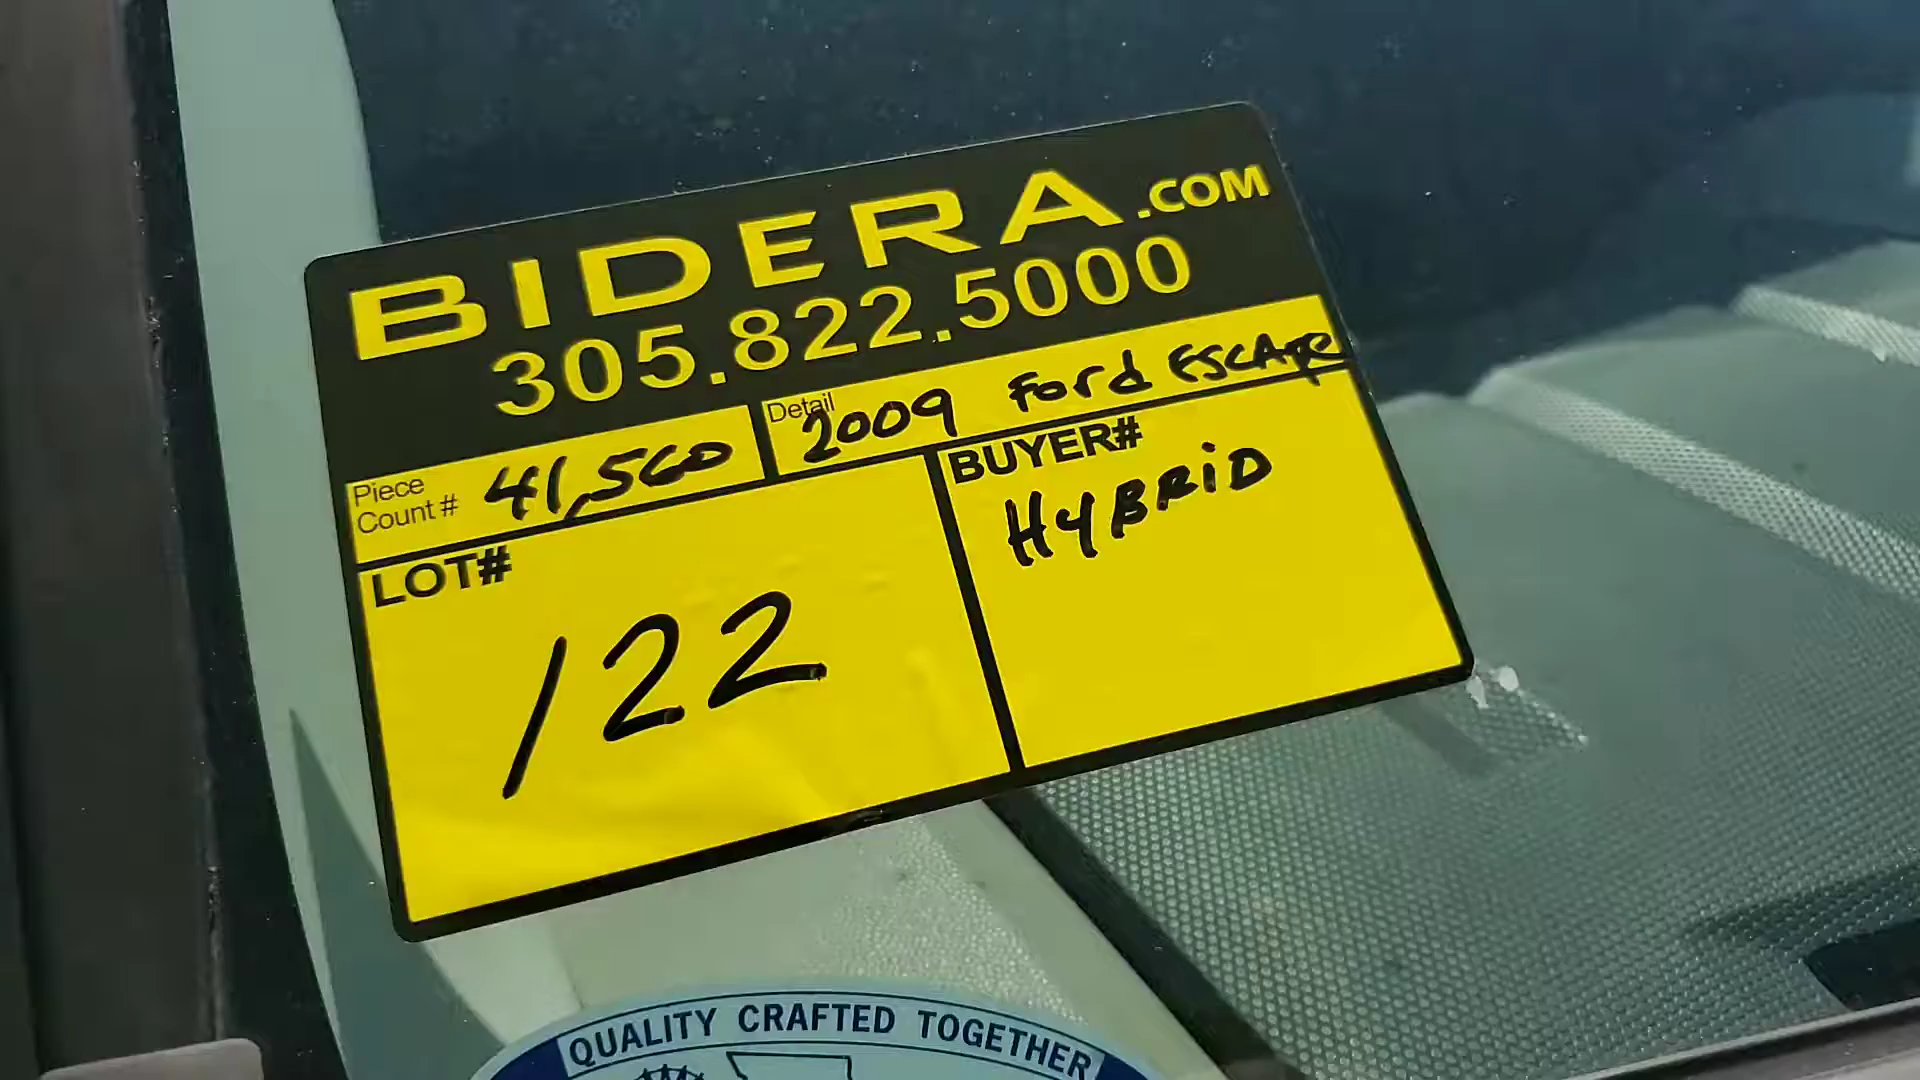 BIDERA.COM
305.822.5000
Piece Count # 41,560
Detail 2009 Ford ESCAPE
LOT# 122
BUYER# HYBRID
QUALITY CRAFTED TOGETHER